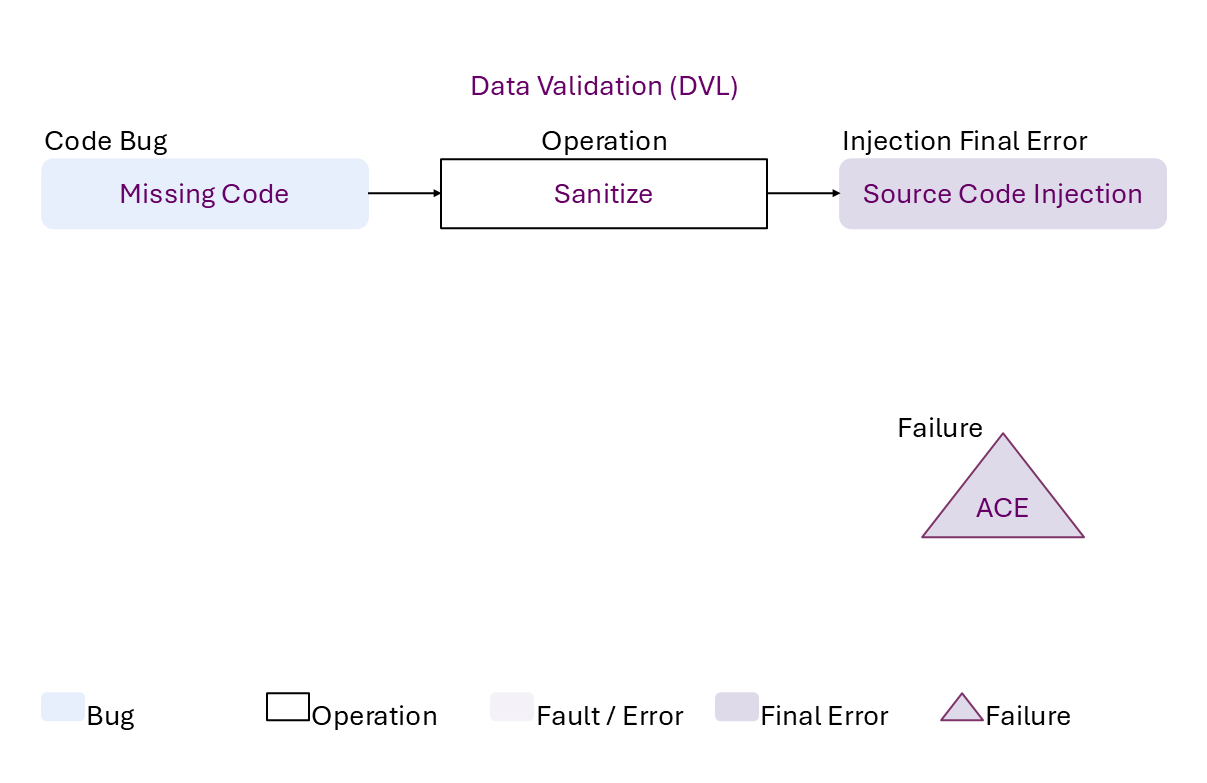 Data Validation (DVL)
Code Bug
Operation
Injection Final Error
Missing Code
Sanitize
Source Code Injection
Failure
ACE
Bug
Operation
Fault / Error
Final Error
Failure